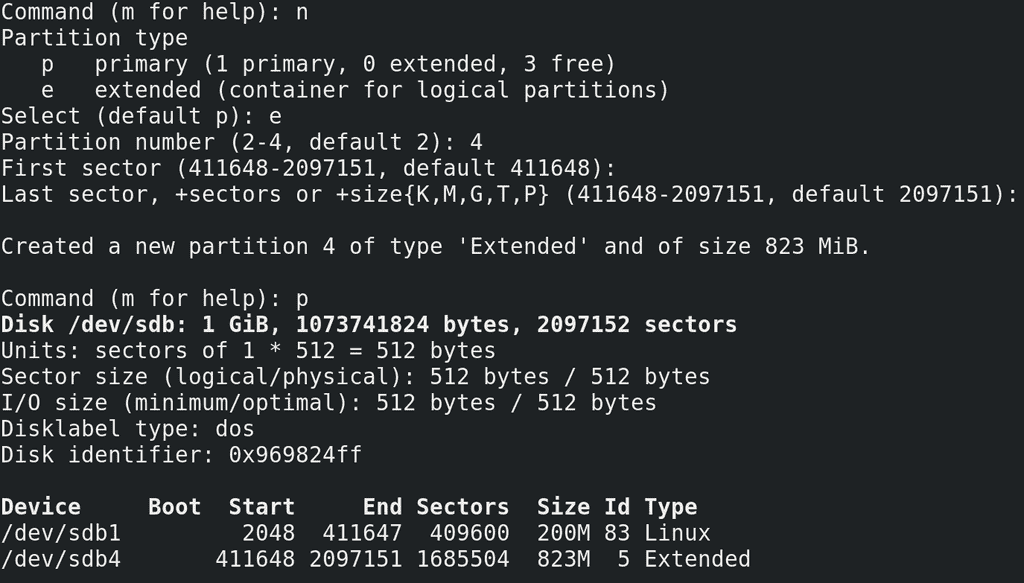 Command (m for help): n
Partition type
   p   primary (1 primary, 0 extended, 3 free)
   e   extended (container for logical partitions)
Select (default p): e
Partition number (2-4, default 2): 4
First sector (411648-2097151, default 411648):
Last sector, +sectors or +size{K,M,G,T,P} (411648-2097151, default 2097151):
Created a new partition 4 of type 'Extended' and of size 823 MiB.
Command (m for help): p
Disk /dev/sdb: 1 GiB, 1073741824 bytes, 2097152 sectors
Units: sectors of 1 * 512 = 512 bytes
Sector size (logical/physical): 512 bytes / 512 bytes
I/O size (minimum/optimal): 512 bytes / 512 bytes
Disklabel type: dos
Disk identifier: 0x969824ff
Device     Boot  Start     End Sectors  Size Id Type
/dev/sdb1         2048  411647  409600  200M 83 Linux
/dev/sdb4       411648 2097151 1685504  823M  5 Extended